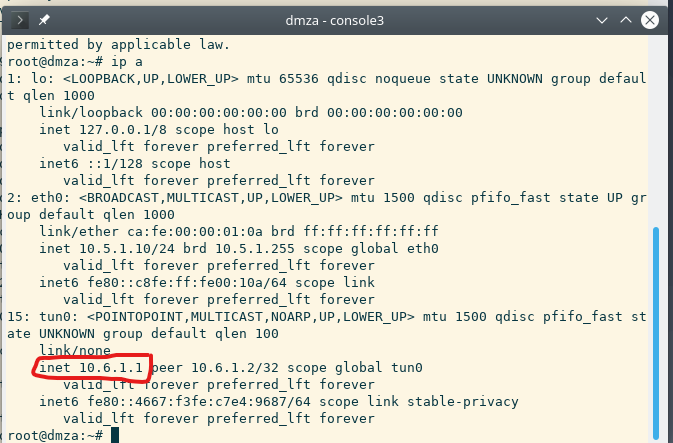 dmza - console3
permitted by applicable law.
root@dmza:~# ip a
1: lo: <LOOPBACK,UP,LOWER_UP> mtu 65536 qdisc noqueue state UNKNOWN group defaul
t qlen 1000
    link/loopback 00:00:00:00:00:00 brd 00:00:00:00:00:00
    inet 127.0.0.1/8 scope host lo
       valid_lft forever preferred_lft forever
    inet6 ::1/128 scope host
       valid_lft forever preferred_lft forever
2: eth0: <BROADCAST,MULTICAST,UP,LOWER_UP> mtu 1500 qdisc pfifo_fast state UP gr
oup default qlen 1000
    link/ether ca:fe:00:00:01:0a brd ff:ff:ff:ff:ff:ff
    inet 10.5.1.10/24 brd 10.5.1.255 scope global eth0
       valid_lft forever preferred_lft forever
    inet6 fe80::c8fe:ff:fe00:10a/64 scope link
       valid_lft forever preferred_lft forever
15: tun0: <POINTOPOINT,MULTICAST,NOARP,UP,LOWER_UP> mtu 1500 qdisc pfifo_fast st
ate UNKNOWN group default qlen 100
    link/none
    inet 10.6.1.1 peer 10.6.1.2/32 scope global tun0
       valid_lft forever preferred_lft forever
    inet6 fe80::4667:f3fe:c7e4:9687/64 scope link stable-privacy
       valid_lft forever preferred_lft forever
root@dmza:~#